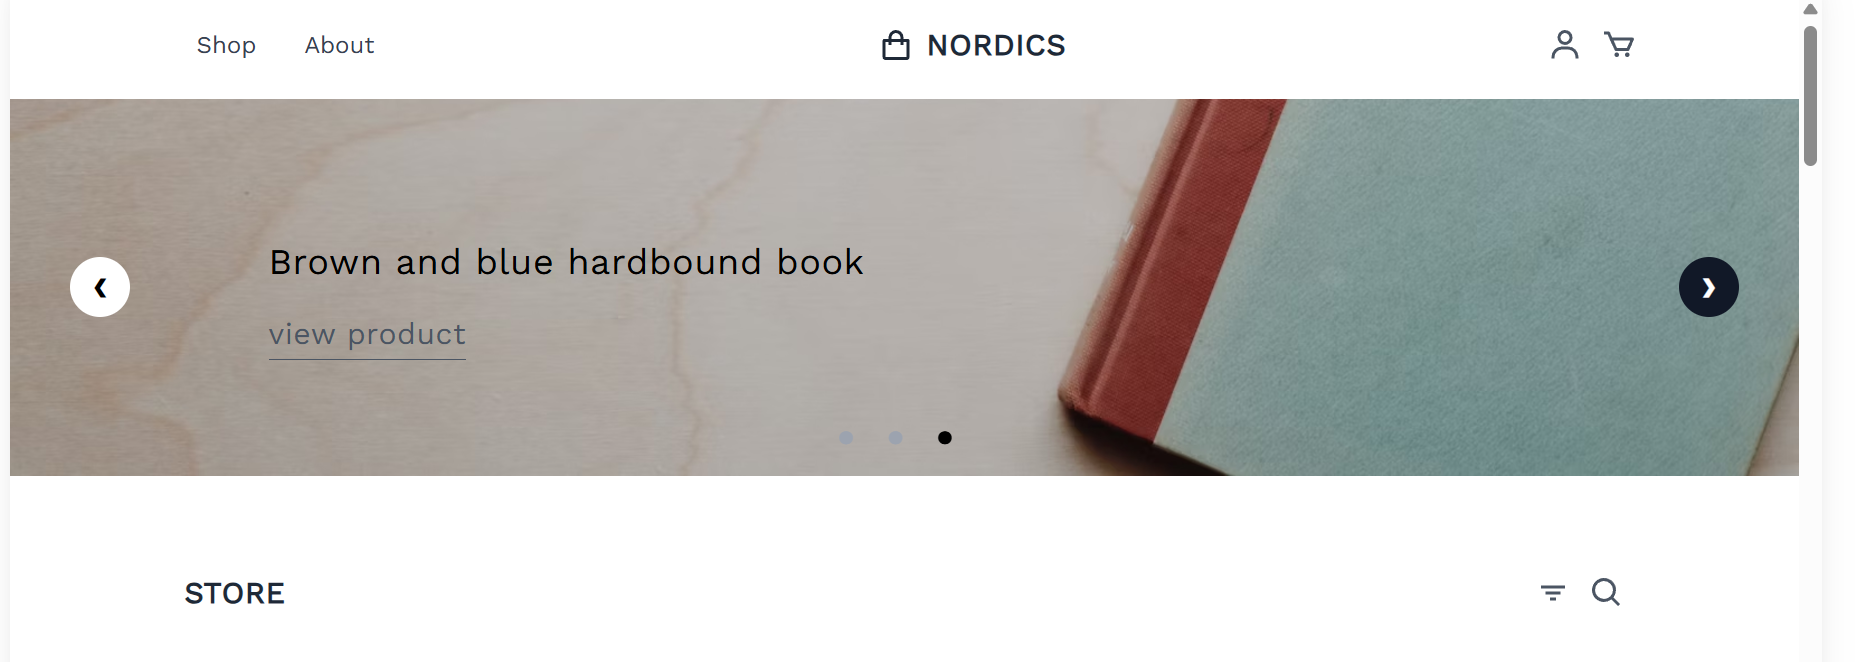 Shop About NORDICS
Brown and blue hardbound book
view product
STORE